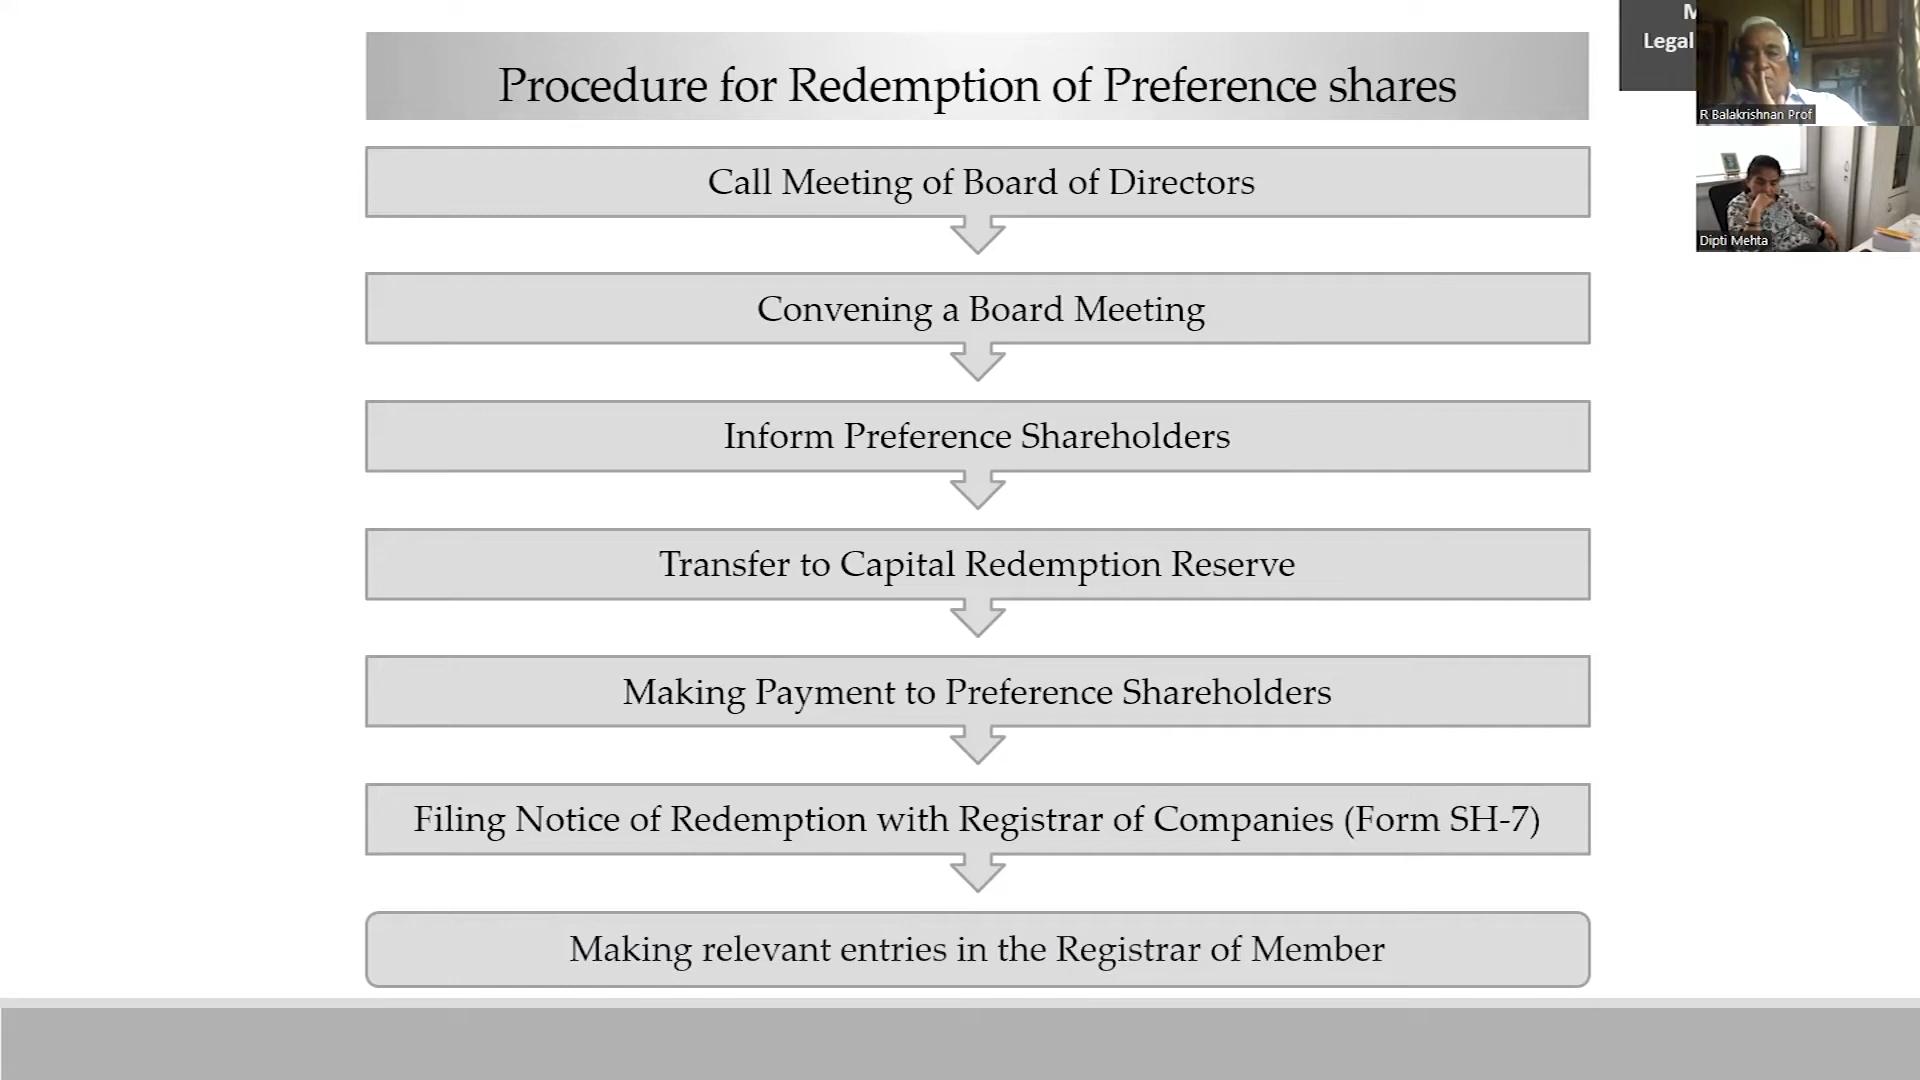 Procedure for Redemption of Preference shares
Call Meeting of Board of Directors
Convening a Board Meeting
Inform Preference Shareholders
Transfer to Capital Redemption Reserve
Making Payment to Preference Shareholders
Filing Notice of Redemption with Registrar of Companies (Form SH-7)
Making relevant entries in the Registrar of Member
Legal
R Balakrishnan Prof
Dipti Mehta